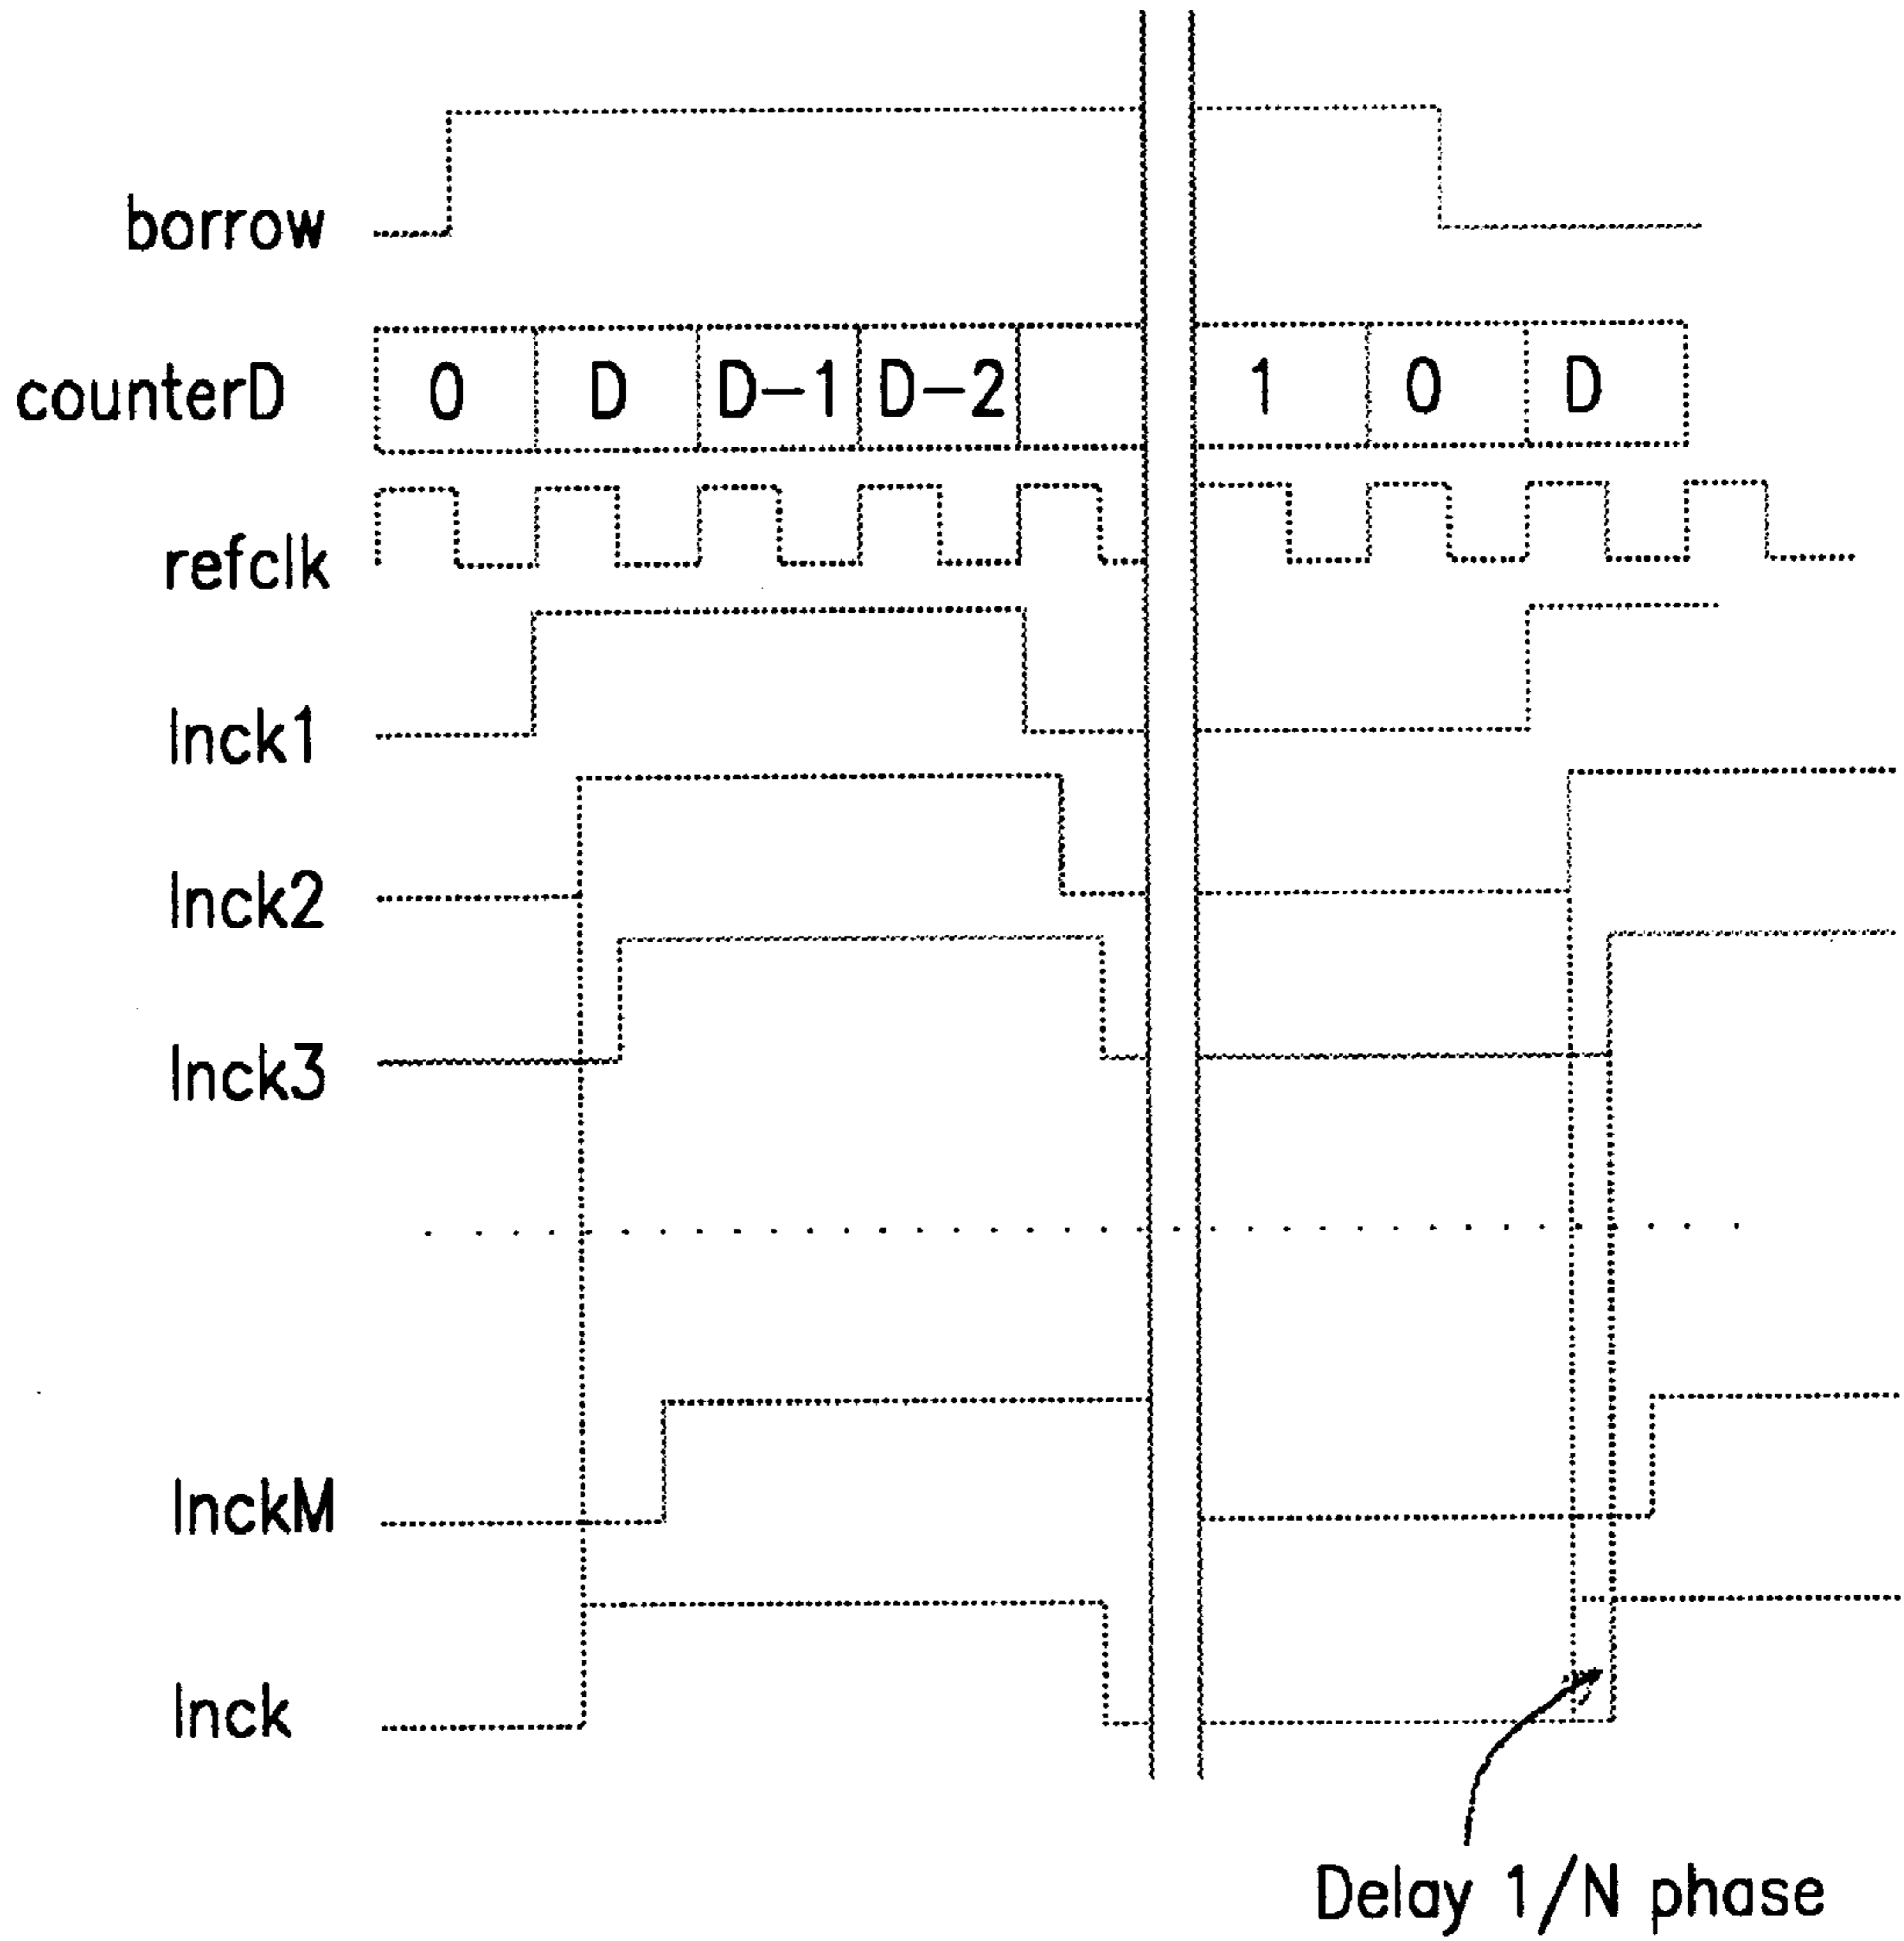 borrow
counterD 0 D D-1 D-2 1 0 D
refclk
lnck1
lnck2
lnck3
lnckM
lnck
Delay 1/N phase